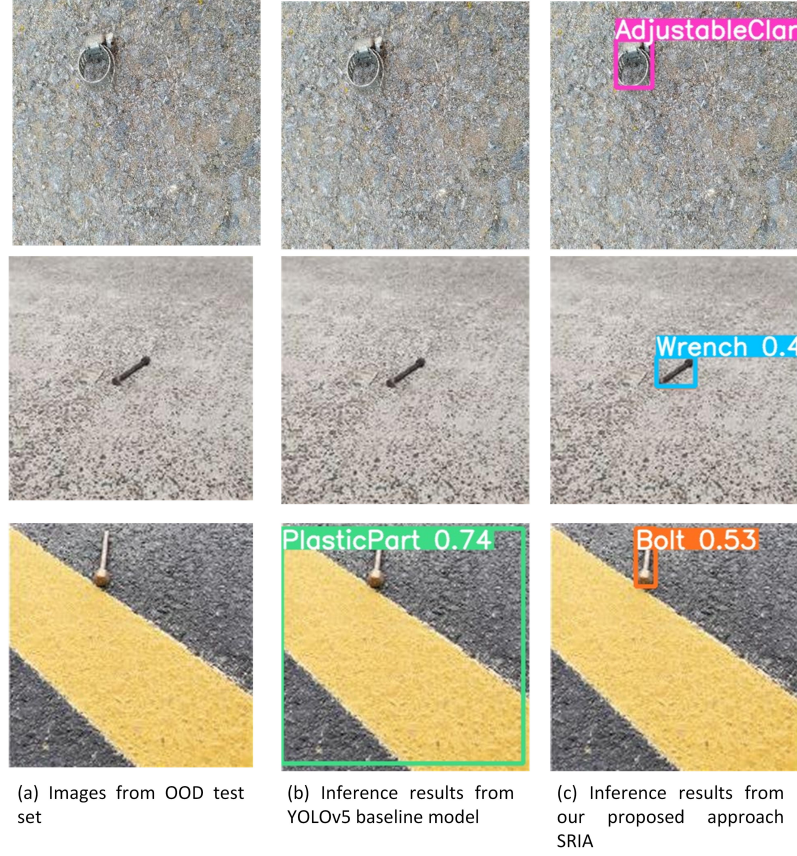 AdjustableClam
Wrench 0.4
PlasticPart 0.74
Bolt 0.53
(a) Images from OOD test
set
(b) Inference results from
YOLOv5 baseline model
(c) Inference results from
our proposed approach
SRIA